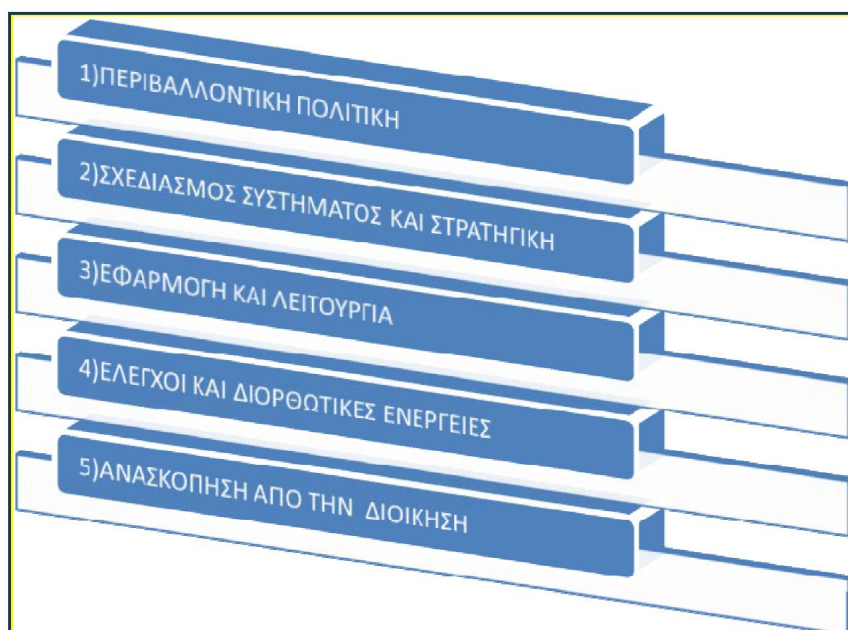 1)ΠΕΡΙΒΑΛΛΟΝΤΙΚΗ ΠΟΛΙΤΙΚΗ
2)ΣΧΕΔΙΑΣΜΟΣ ΣΥΣΤΗΜΑΤΟΣ ΚΑΙ ΣΤΡΑΤΗΓΙΚΗ
3)ΕΦΑΡΜΟΓΗ ΚΑΙ ΛΕΙΤΟΥΡΓΙΑ
4)ΕΛΕΓΧΟΙ ΚΑΙ ΔΙΟΡΘΩΤΙΚΕΣ ΕΝΕΡΓΕΙΕΣ
5)ΑΝΑΣΚΟΠΗΣΗ ΑΠΟ ΤΗΝ ΔΙΟΙΚΗΣΗ